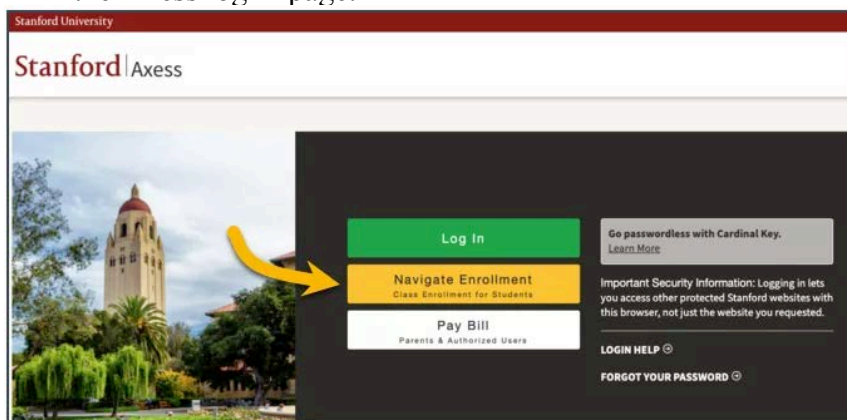 Stanford University
Stanford | Axess
Log In
Navigate Enrollment
Class Enrollment for Students
Pay Bill
Parents & Authorized Users
Go passwordless with Cardinal Key.
Learn More
Important Security Information: Logging in lets
you access other protected Stanford websites with
this browser, not just the website you requested.
LOGIN HELP
FORGOT YOUR PASSWORD